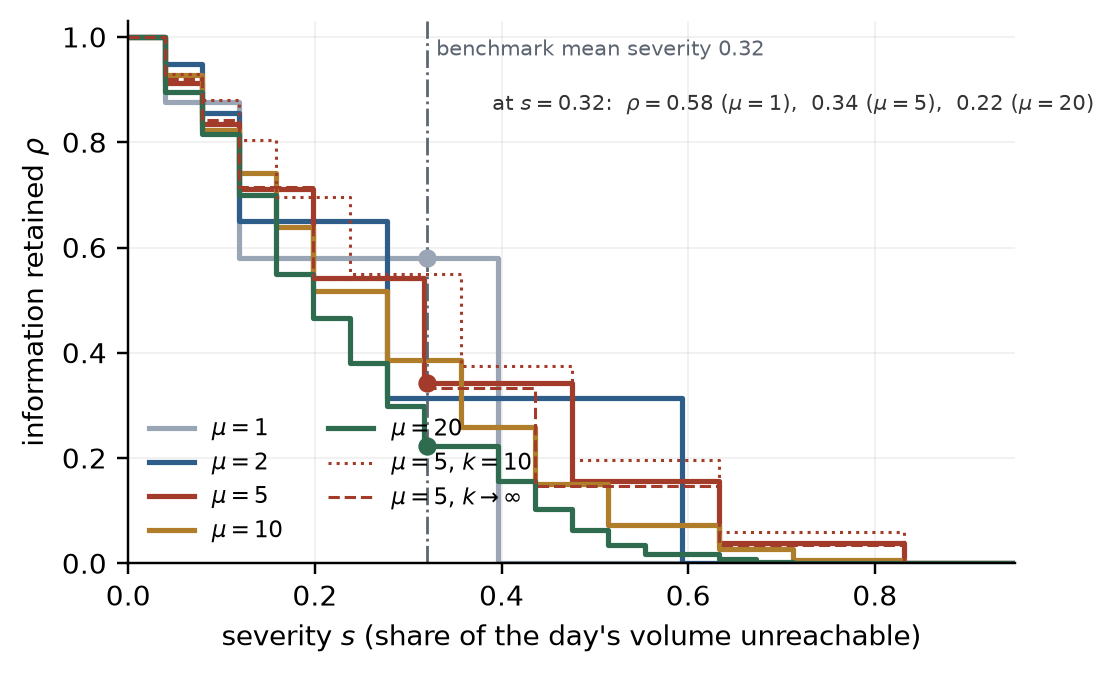 benchmark mean severity 0.32
at s = 0.32: ρ = 0.58 (μ = 1), 0.34 (μ = 5), 0.22 (μ = 20)
information retained ρ
1.0
0.8
0.6
0.4
0.2
0.0
μ = 1
μ = 2
μ = 5
μ = 10
μ = 20
μ = 5, k = 10
μ = 5, k → ∞
0.0 0.2 0.4 0.6 0.8
severity s (share of the day's volume unreachable)